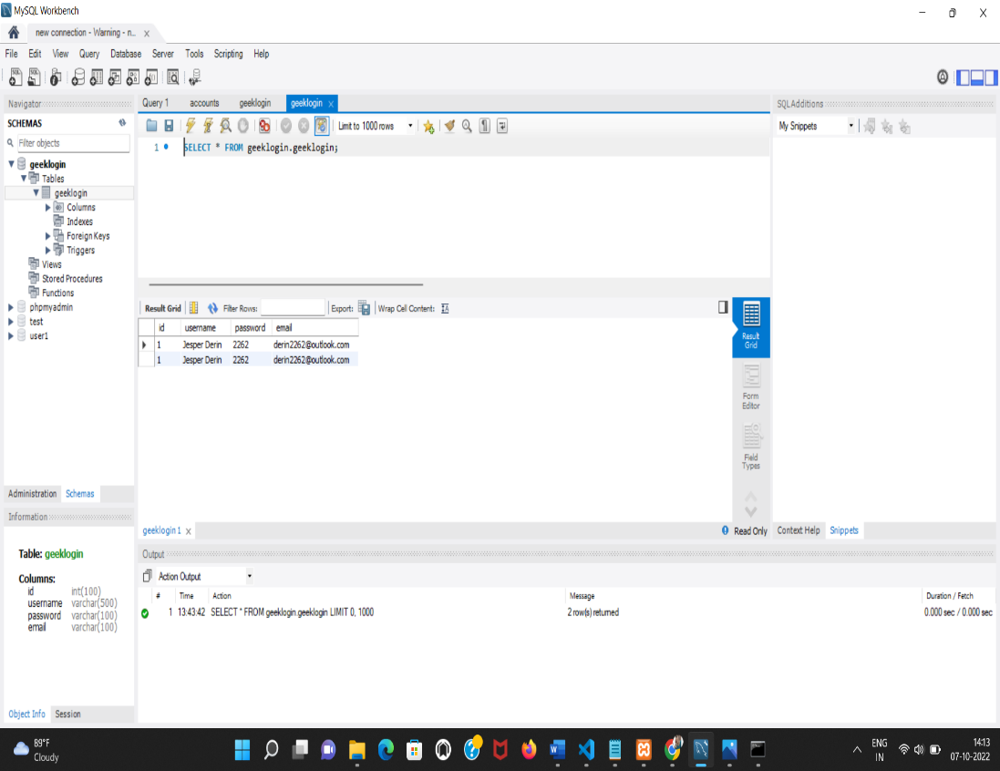 MySQL Workbench
new connection - Warning - n...
File Edit View Query Database Server Tools Scripting Help
Navigator
SCHEMAS
Filter objects
geeklogin
Tables
geeklogin
Columns
Indexes
Foreign Keys
Triggers
Views
Stored Procedures
Functions
phpmyadmin
test
user1
Administration Schemas
Information
Table: geeklogin
Columns:
id int(100)
username varchar(500)
password varchar(100)
email varchar(100)
Object Info Session
Query 1 accounts geeklogin geeklogin
Limit to 1000 rows
1 SELECT * FROM geeklogin.geeklogin;
Result Grid Filter Rows: Export: Wrap Cell Content:
id username password email
1 Jesper Derin 2262 derin2262@outlook.com
1 Jesper Derin 2262 derin2262@outlook.com
Result
Grid
Form
Editor
Field
Types
geeklogin 1 Read Only
SQLAdditions
My Snippets
Context Help Snippets
Output
Action Output
# Time Action Message Duration / Fetch
1 13:43:42 SELECT * FROM geeklogin.geeklogin LIMIT 0, 1000 2 row(s) returned 0.000 sec / 0.000 sec
89°F
Cloudy
ENG
IN
14:13
07-10-2022